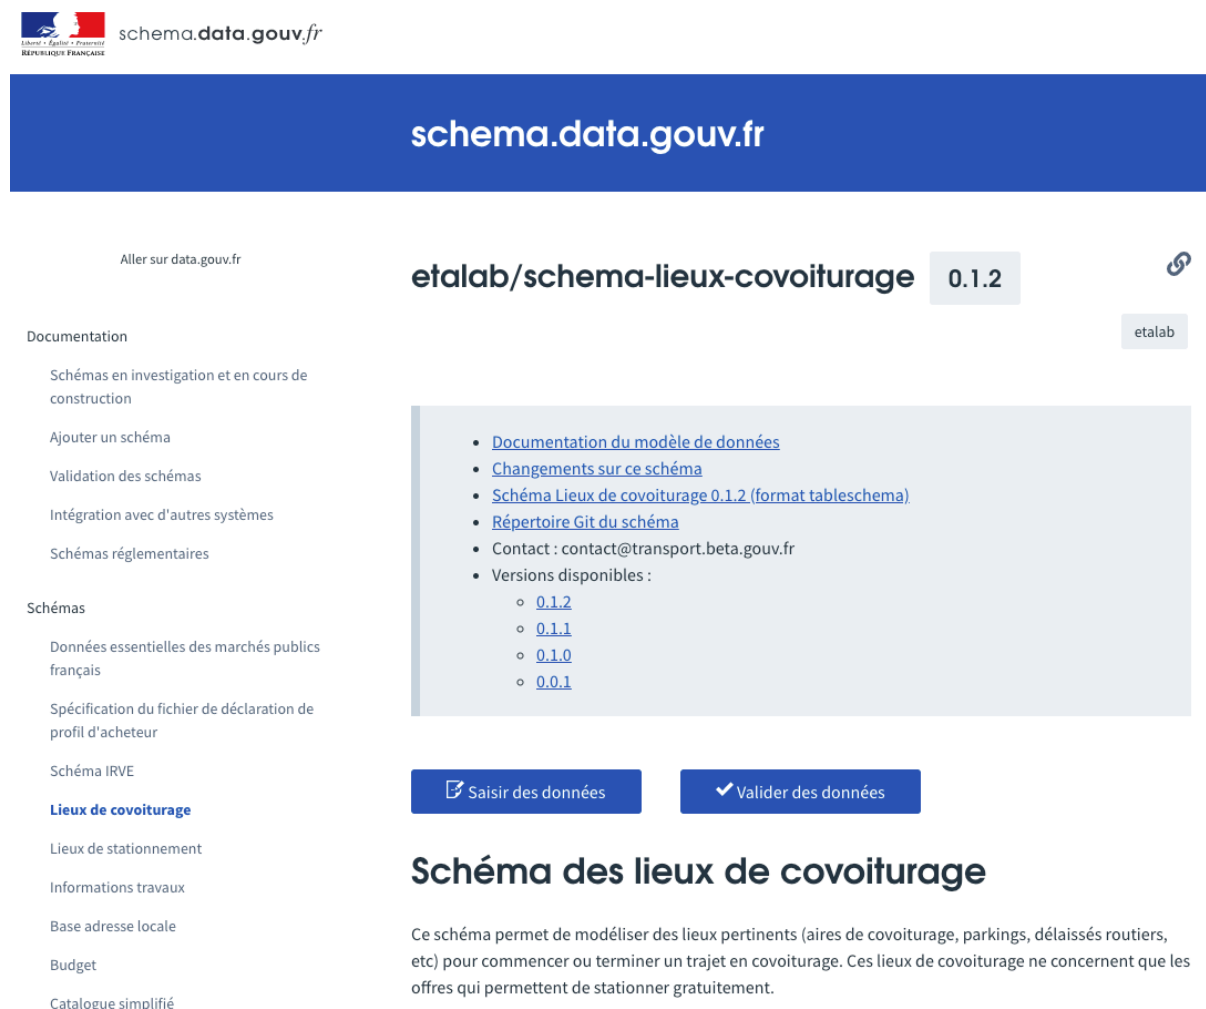 Liberté • Égalité • Fraternité
RÉPUBLIQUE FRANÇAISE
schema.data.gouv.fr
schema.data.gouv.fr
Aller sur data.gouv.fr
Documentation
Schémas en investigation et en cours de
construction
Ajouter un schéma
Validation des schémas
Intégration avec d'autres systèmes
Schémas réglementaires
Schémas
Données essentielles des marchés publics
français
Spécification du fichier de déclaration de
profil d'acheteur
Schéma IRVE
Lieux de covoiturage
Lieux de stationnement
Informations travaux
Base adresse locale
Budget
Catalogue simplifié
etalab/schema-lieux-covoiturage 0.1.2
etalab
Documentation du modèle de données
Changements sur ce schéma
Schéma Lieux de covoiturage 0.1.2 (format tableschema)
Répertoire Git du schéma
Contact : contact@transport.beta.gouv.fr
Versions disponibles :
0.1.2
0.1.1
0.1.0
0.0.1
Saisir des données
Valider des données
Schéma des lieux de covoiturage
Ce schéma permet de modéliser des lieux pertinents (aires de covoiturage, parkings, délaissés routiers,
etc) pour commencer ou terminer un trajet en covoiturage. Ces lieux de covoiturage ne concernent que les
offres qui permettent de stationner gratuitement.